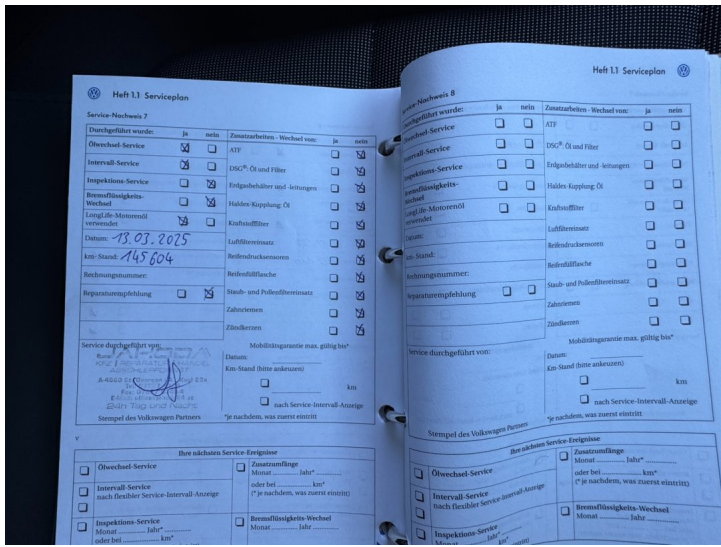 Heft 1.1 Serviceplan
Service-Nachweis 7
Durchgeführt wurde: ja nein
Ölwechsel-Service
Intervall-Service
Inspektions-Service
Bremsflüssigkeits-
Wechsel
LongLife-Motorenöl
verwendet
Datum: 13.03.2025
km-Stand: 145604
Rechnungsnummer:
Reparaturempfehlung
Zusatzarbeiten - Wechsel von: ja nein
ATF
DSG®: Öl und Filter
Erdgasbehälter und -leitungen
Haldex-Kupplung: Öl
Kraftstofffilter
Luftfiltereinsatz
Reifendrucksensoren
Reifenfüllflasche
Staub- und Pollenfiltereinsatz
Zahnriemen
Zündkerzen
Service durchgeführt von:
24h Tag und Nacht
Stempel des Volkswagen Partners
Mobilitätsgarantie max. gültig bis*
Datum:
Km-Stand (bitte ankeuzen)
km
nach Service-Intervall-Anzeige
*je nachdem, was zuerst eintritt
Ihre nächsten Service-Ereignisse
Ölwechsel-Service
Intervall-Service
nach flexibler Service-Intervall-Anzeige
Inspektions-Service
Monat Jahr*
oder bei km*
Zusatzumfänge
Monat Jahr*
oder bei km*
(* je nachdem, was zuerst eintritt)
Bremsflüssigkeits-Wechsel
Monat Jahr
Heft 1.1 Serviceplan
Service-Nachweis 8
Durchgeführt wurde: ja nein
Ölwechsel-Service
Intervall-Service
Inspektions-Service
Bremsflüssigkeits-
Wechsel
LongLife-Motorenöl
verwendet
Datum:
km-Stand:
Rechnungsnummer:
Reparaturempfehlung
Zusatzarbeiten - Wechsel von: ja nein
ATF
DSG®: Öl und Filter
Erdgasbehälter und -leitungen
Haldex-Kupplung: Öl
Kraftstofffilter
Luftfiltereinsatz
Reifendrucksensoren
Reifenfüllflasche
Staub- und Pollenfiltereinsatz
Zahnriemen
Zündkerzen
Service durchgeführt von:
Stempel des Volkswagen Partners
Mobilitätsgarantie max. gültig bis*
Datum:
Km-Stand (bitte ankeuzen)
km
nach Service-Intervall-Anzeige
*je nachdem, was zuerst eintritt
Ihre nächsten Service-Ereignisse
Ölwechsel-Service
Intervall-Service
nach flexibler Service-Intervall-Anzeige
Inspektions-Service
Monat Jahr*
Zusatzumfänge
Monat Jahr*
oder bei km*
(* je nachdem, was zuerst eintritt)
Bremsflüssigkeits-Wechsel
Monat Jahr